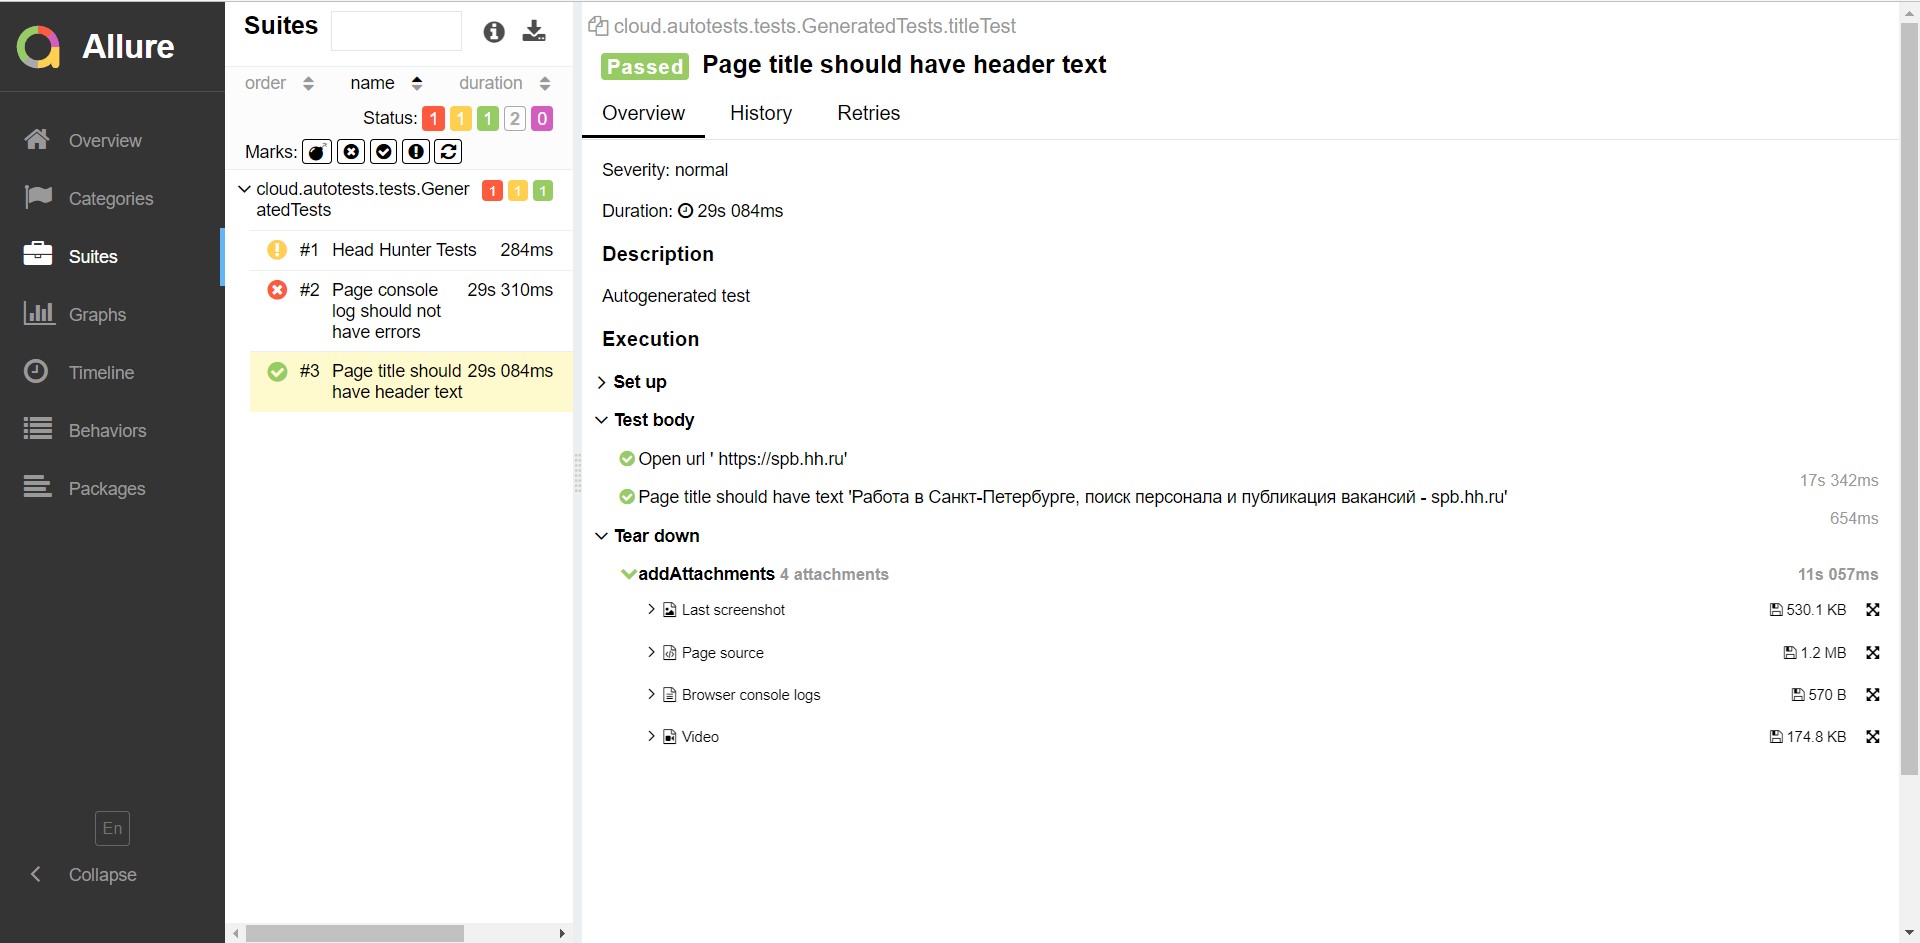 Allure
Overview
Categories
Suites
Graphs
Timeline
Behaviors
Packages
En
Collapse
Suites
order name duration
Status: 1 1 1 2 0
Marks:
cloud.autotests.tests.Gener
atedTests
1 1 1
#1 Head Hunter Tests 284ms
#2 Page console 29s 310ms
log should not
have errors
#3 Page title should 29s 084ms
have header text
cloud.autotests.tests.GeneratedTests.titleTest
Passed Page title should have header text
Overview History Retries
Severity: normal
Duration: 29s 084ms
Description
Autogenerated test
Execution
Set up
Test body
Open url ' https://spb.hh.ru'
17s 342ms
Page title should have text 'Работа в Санкт-Петербурге, поиск персонала и публикация вакансий - spb.hh.ru'
654ms
Tear down
addAttachments 4 attachments 11s 057ms
Last screenshot 530.1 KB
Page source 1.2 MB
Browser console logs 570 B
Video 174.8 KB